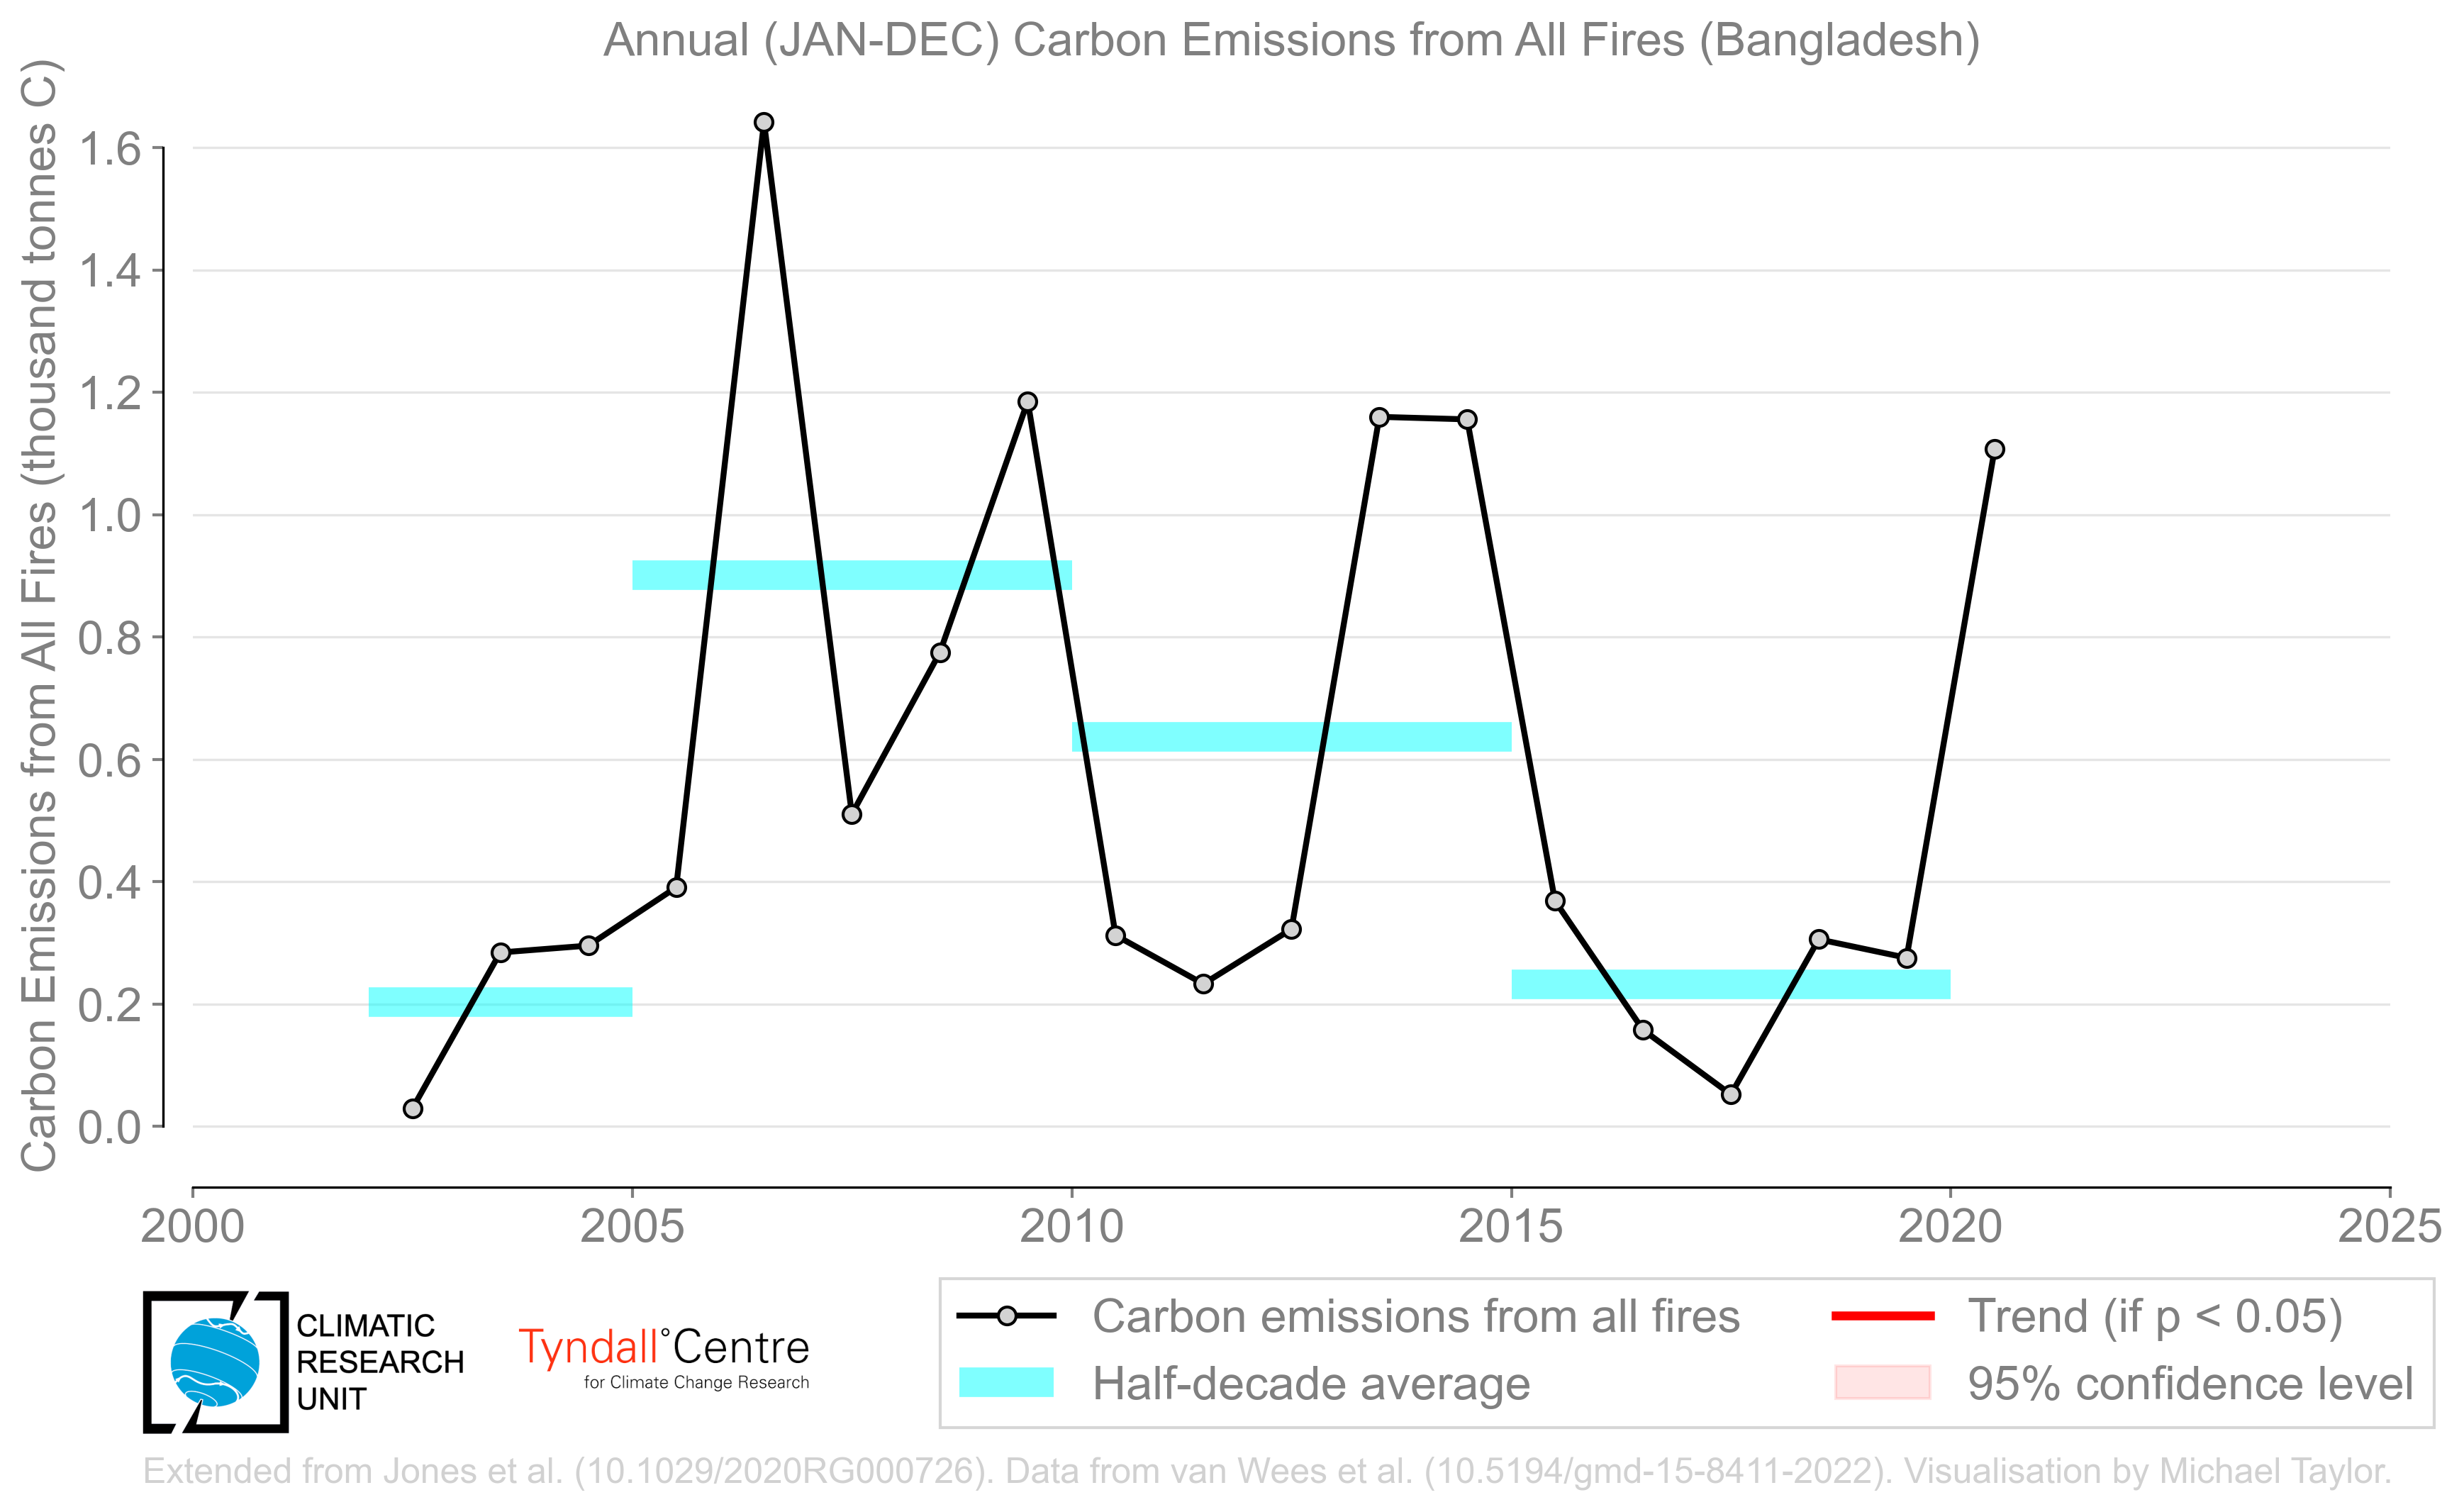 Annual (JAN-DEC) Carbon Emissions from All Fires (Bangladesh)
Carbon Emissions from All Fires (thousand tonnes C)
1.6
1.4
1.2
1.0
0.8
0.6
0.4
0.2
0.0
2000 2005 2010 2015 2020 2025
CLIMATIC
RESEARCH
UNIT
Tyndall°Centre
for Climate Change Research
Carbon emissions from all fires
Half-decade average
Trend (if p < 0.05)
95% confidence level
Extended from Jones et al. (10.1029/2020RG000726). Data from van Wees et al. (10.5194/gmd-15-8411-2022). Visualisation by Michael Taylor.